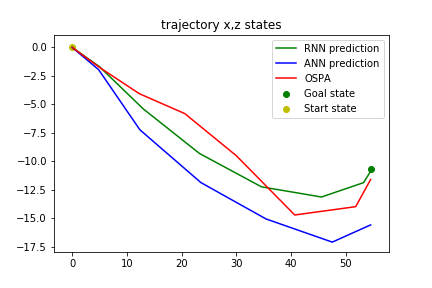 trajectory x,z states
RNN prediction
ANN prediction
OSPA
Goal state
Start state
0.0
−2.5
−5.0
−7.5
−10.0
−12.5
−15.0
−17.5
0 10 20 30 40 50